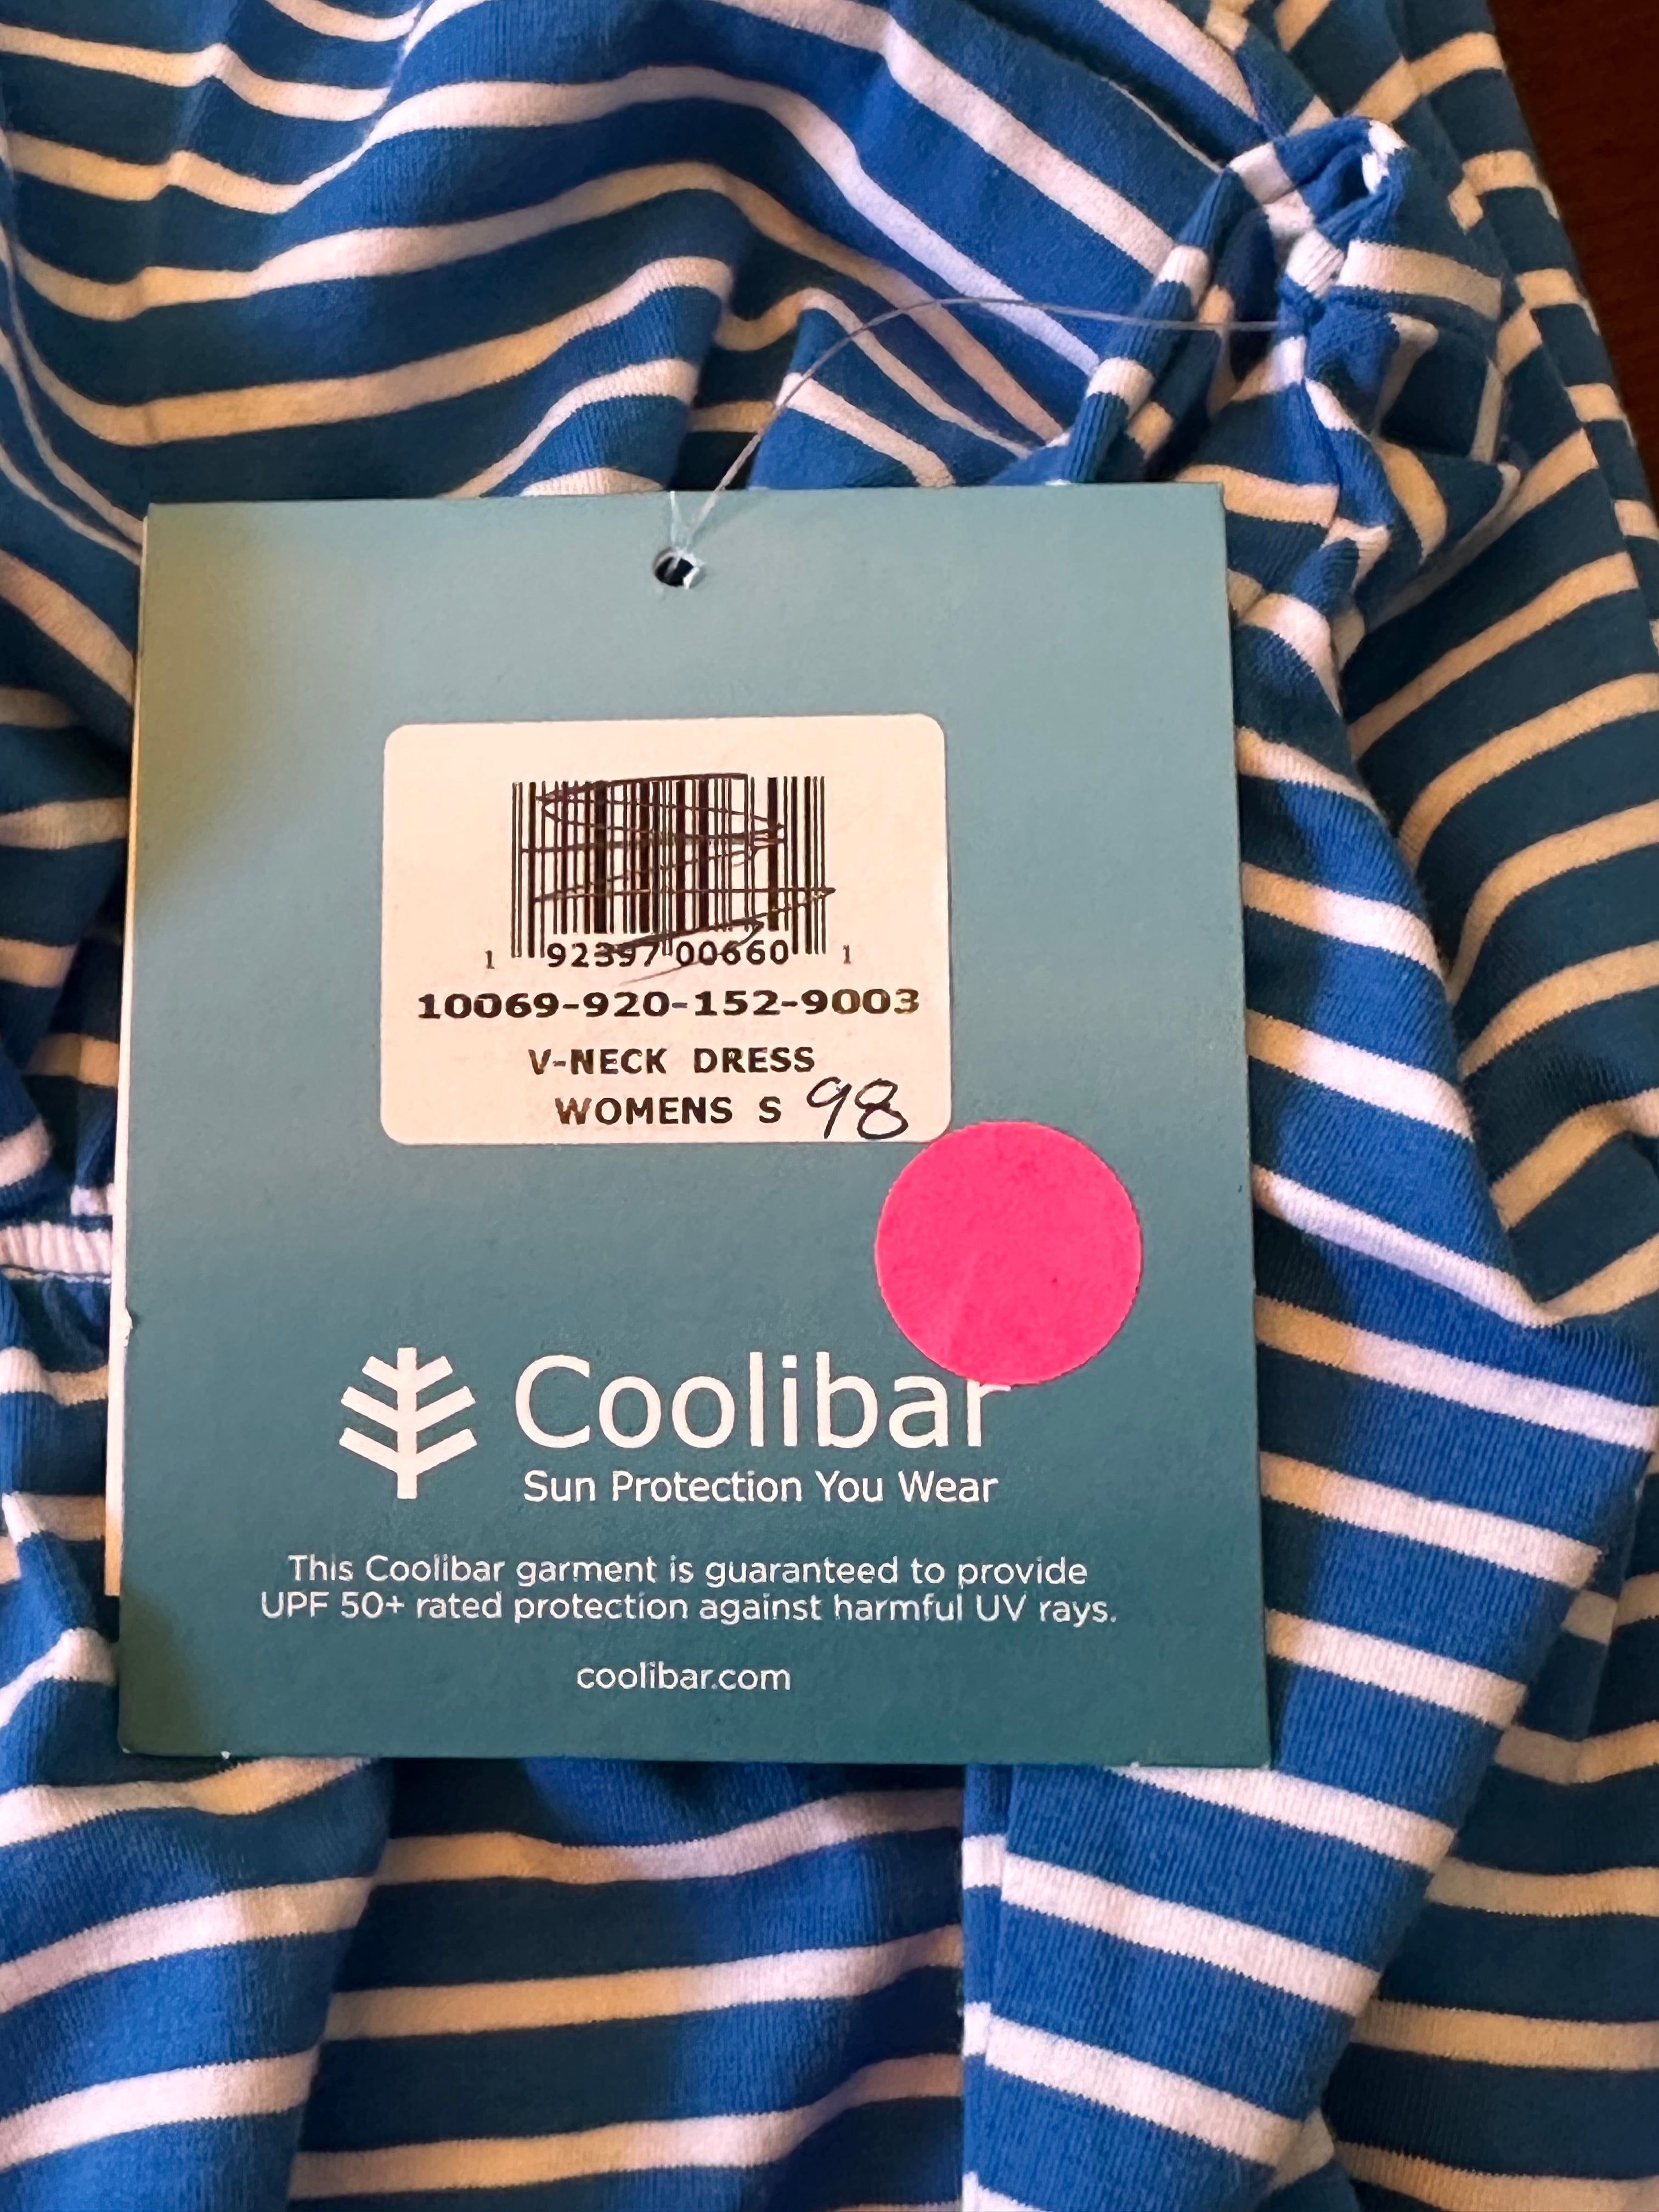 1 92397 00660 1
10069-920-152-9003
V-NECK DRESS
WOMENS S 98
Coolibar
Sun Protection You Wear
This Coolibar garment is guaranteed to provide
UPF 50+ rated protection against harmful UV rays.
coolibar.com